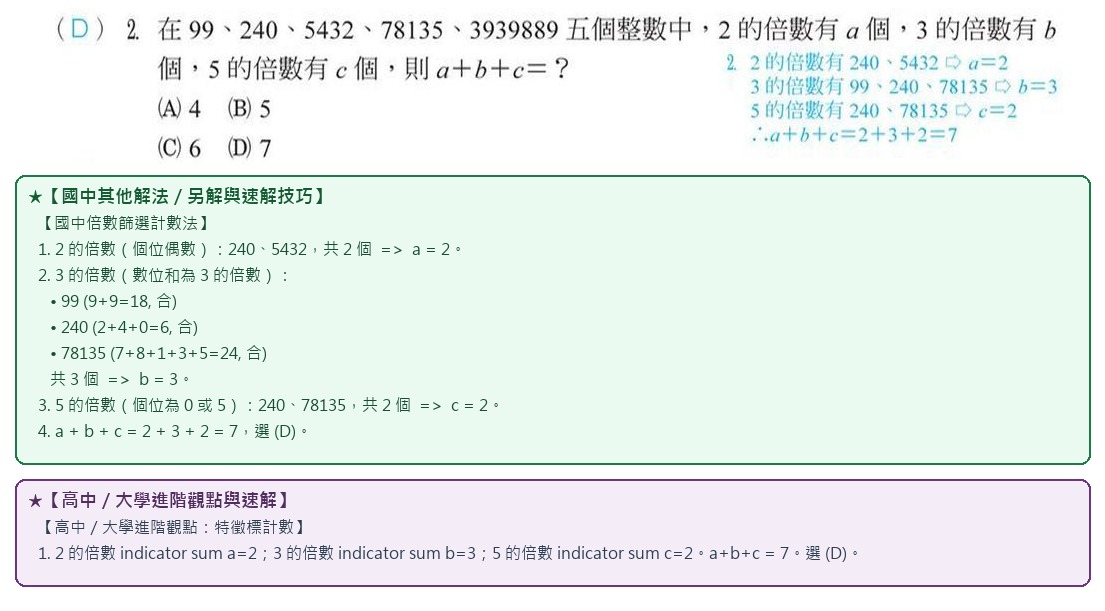 (D) 2. 在 99、240、5432、78135、3939889 五個整數中，2 的倍數有 a 個，3 的倍數有 b
個，5 的倍數有 c 個，則 a+b+c=？
(A) 4 (B) 5
(C) 6 (D) 7
2. 2 的倍數有 240、5432 ⇨ a=2
3 的倍數有 99、240、78135 ⇨ b=3
5 的倍數有 240、78135 ⇨ c=2
∴a+b+c=2+3+2=7
★【國中其他解法 / 另解與速解技巧】
【國中倍數篩選計數法】
1. 2 的倍數（個位偶數）：240、5432，共 2 個 => a = 2。
2. 3 的倍數（數位和為 3 的倍數）：
• 99 (9+9=18, 合)
• 240 (2+4+0=6, 合)
• 78135 (7+8+1+3+5=24, 合)
共 3 個 => b = 3。
3. 5 的倍數（個位為 0 或 5）：240、78135，共 2 個 => c = 2。
4. a + b + c = 2 + 3 + 2 = 7，選 (D)。
★【高中 / 大學進階觀點與速解】
【高中 / 大學進階觀點：特徵標計數】
1. 2 的倍數 indicator sum a=2；3 的倍數 indicator sum b=3；5 的倍數 indicator sum c=2。a+b+c = 7。選 (D)。